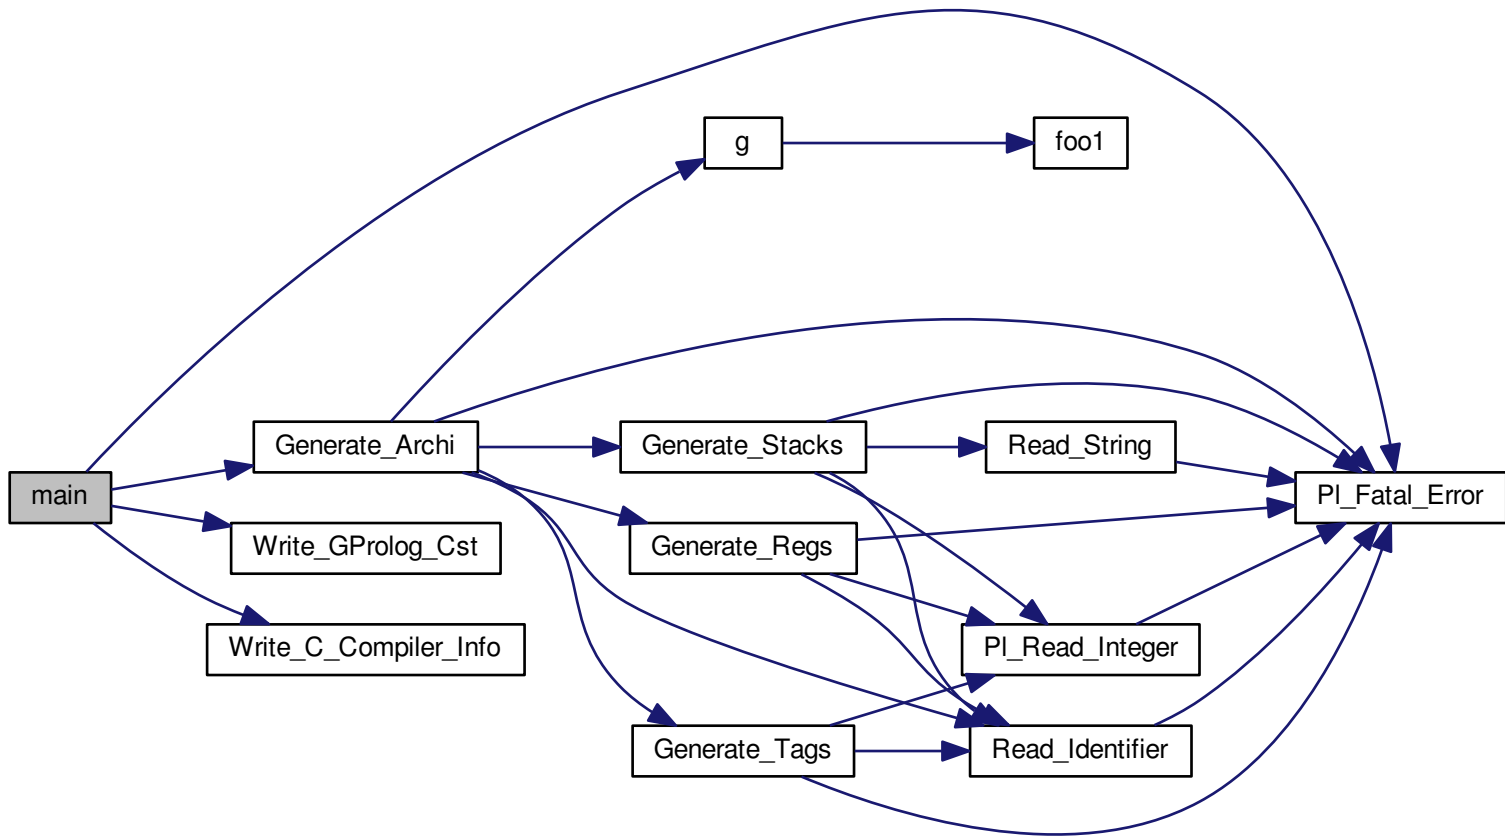 g
foo1
Generate_Archi
Generate_Stacks
Read_String
main
Pl_Fatal_Error
Write_GProlog_Cst
Generate_Regs
Write_C_Compiler_Info
Pl_Read_Integer
Generate_Tags
Read_Identifier